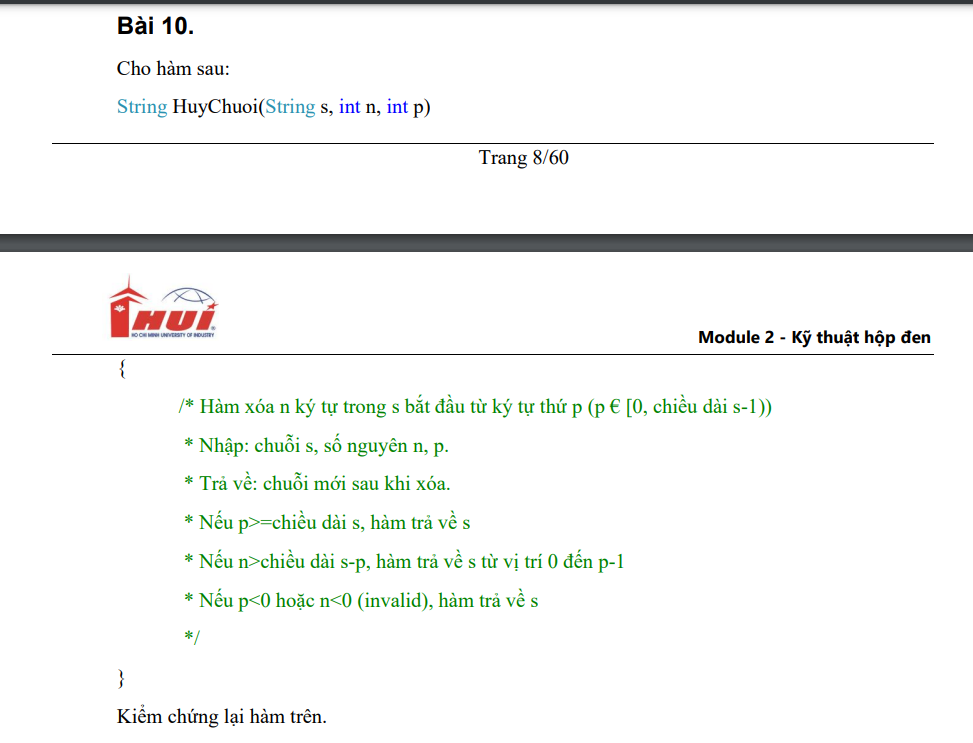 Bài 10.
Cho hàm sau:
String HuyChuoi(String s, int n, int p)
Trang 8/60
HUI
HO CHI MINH UNIVERSITY OF INDUSTRY
Module 2 - Kỹ thuật hộp đen
{
/* Hàm xóa n ký tự trong s bắt đầu từ ký tự thứ p (p € [0, chiều dài s-1))
* Nhập: chuỗi s, số nguyên n, p.
* Trả về: chuỗi mới sau khi xóa.
* Nếu p>=chiều dài s, hàm trả về s
* Nếu n>chiều dài s-p, hàm trả về s từ vị trí 0 đến p-1
* Nếu p<0 hoặc n<0 (invalid), hàm trả về s
*/
}
Kiểm chứng lại hàm trên.